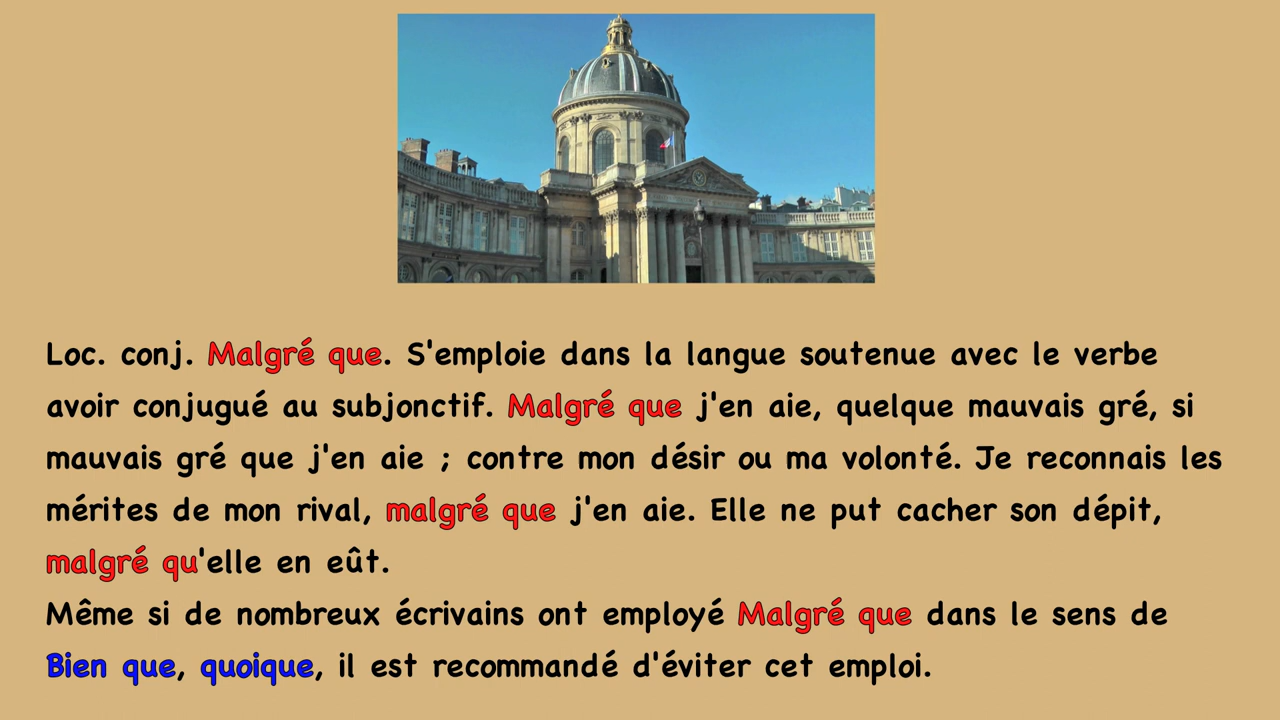 Loc. conj. Malgré que. S'emploie dans la langue soutenue avec le verbe
avoir conjugué au subjonctif. Malgré que j'en aie, quelque mauvais gré, si
mauvais gré que j'en aie ; contre mon désir ou ma volonté. Je reconnais les
mérites de mon rival, malgré que j'en aie. Elle ne put cacher son dépit,
malgré qu'elle en eût.
Même si de nombreux écrivains ont employé Malgré que dans le sens de
Bien que, quoique, il est recommandé d'éviter cet emploi.